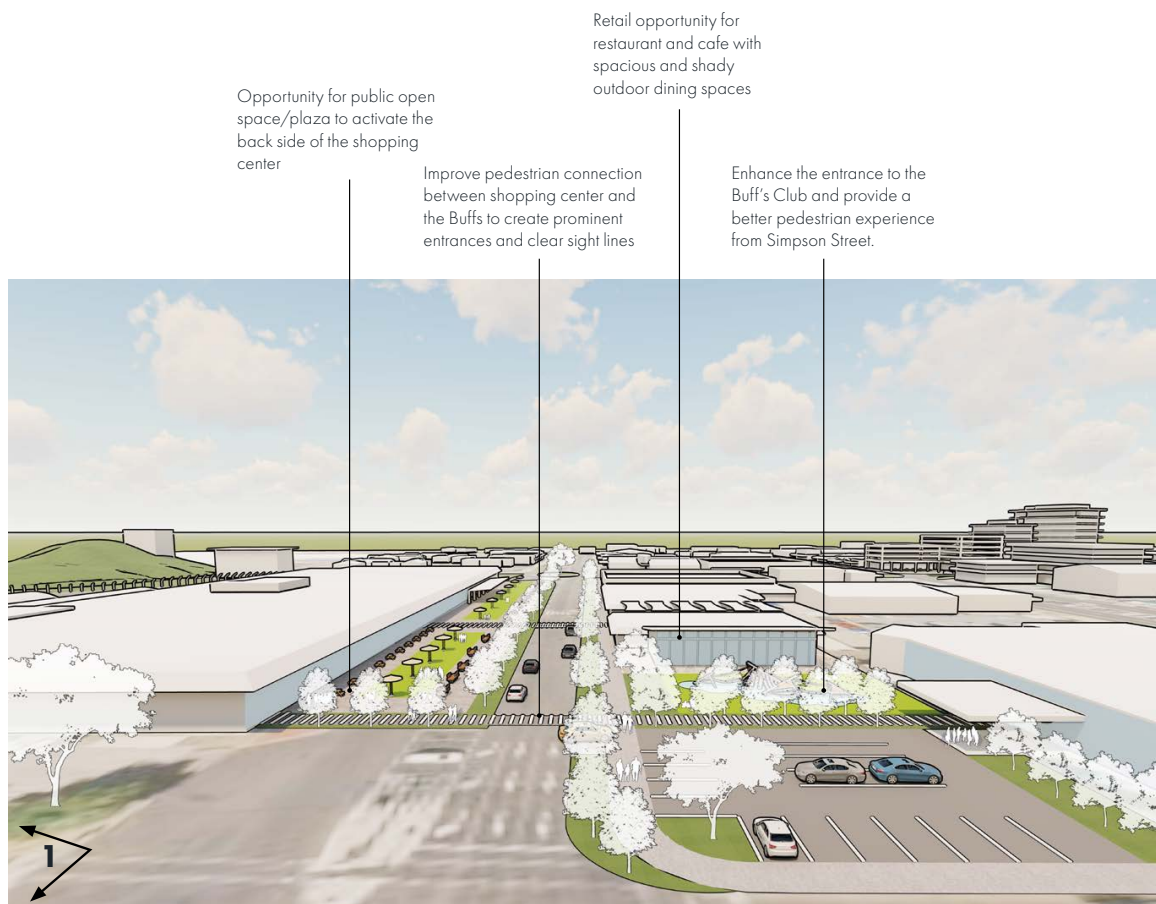 Retail opportunity for
restaurant and cafe with
spacious and shady
outdoor dining spaces
Opportunity for public open
space/plaza to activate the
back side of the shopping
center
Improve pedestrian connection
between shopping center and
the Buffs to create prominent
entrances and clear sight lines
Enhance the entrance to the
Buff's Club and provide a
better pedestrian experience
from Simpson Street.
1